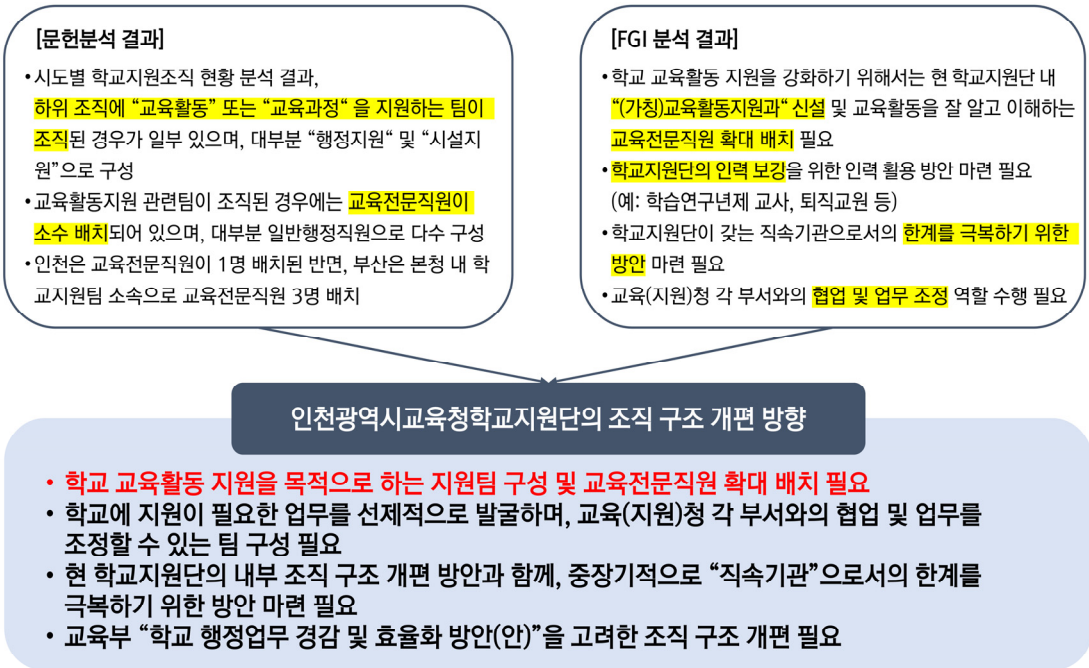 [문헌분석 결과]
• 시도별 학교지원조직 현황 분석 결과,
하위 조직에 “교육활동” 또는 “교육과정“ 을 지원하는 팀이
조직된 경우가 일부 있으며, 대부분 “행정지원“ 및 “시설지
원”으로 구성
• 교육활동지원 관련팀이 조직된 경우에는 교육전문직원이
소수 배치되어 있으며, 대부분 일반행정직원으로 다수 구성
• 인천은 교육전문직원이 1명 배치된 반면, 부산은 본청 내 학
교지원팀 소속으로 교육전문직원 3명 배치
[FGI 분석 결과]
• 학교 교육활동 지원을 강화하기 위해서는 현 학교지원단 내
“(가칭)교육활동지원과“ 신설 및 교육활동을 잘 알고 이해하는
교육전문직원 확대 배치 필요
• 학교지원단의 인력 보강을 위한 인력 활용 방안 마련 필요
(예: 학습연구년제 교사, 퇴직교원 등)
• 학교지원단이 갖는 직속기관으로서의 한계를 극복하기 위한
방안 마련 필요
• 교육(지원)청 각 부서와의 협업 및 업무 조정 역할 수행 필요
인천광역시교육청학교지원단의 조직 구조 개편 방향
• 학교 교육활동 지원을 목적으로 하는 지원팀 구성 및 교육전문직원 확대 배치 필요
• 학교에 지원이 필요한 업무를 선제적으로 발굴하며, 교육(지원)청 각 부서와의 협업 및 업무를
조정할 수 있는 팀 구성 필요
• 현 학교지원단의 내부 조직 구조 개편 방안과 함께, 중장기적으로 “직속기관”으로서의 한계를
극복하기 위한 방안 마련 필요
• 교육부 “학교 행정업무 경감 및 효율화 방안(안)”을 고려한 조직 구조 개편 필요